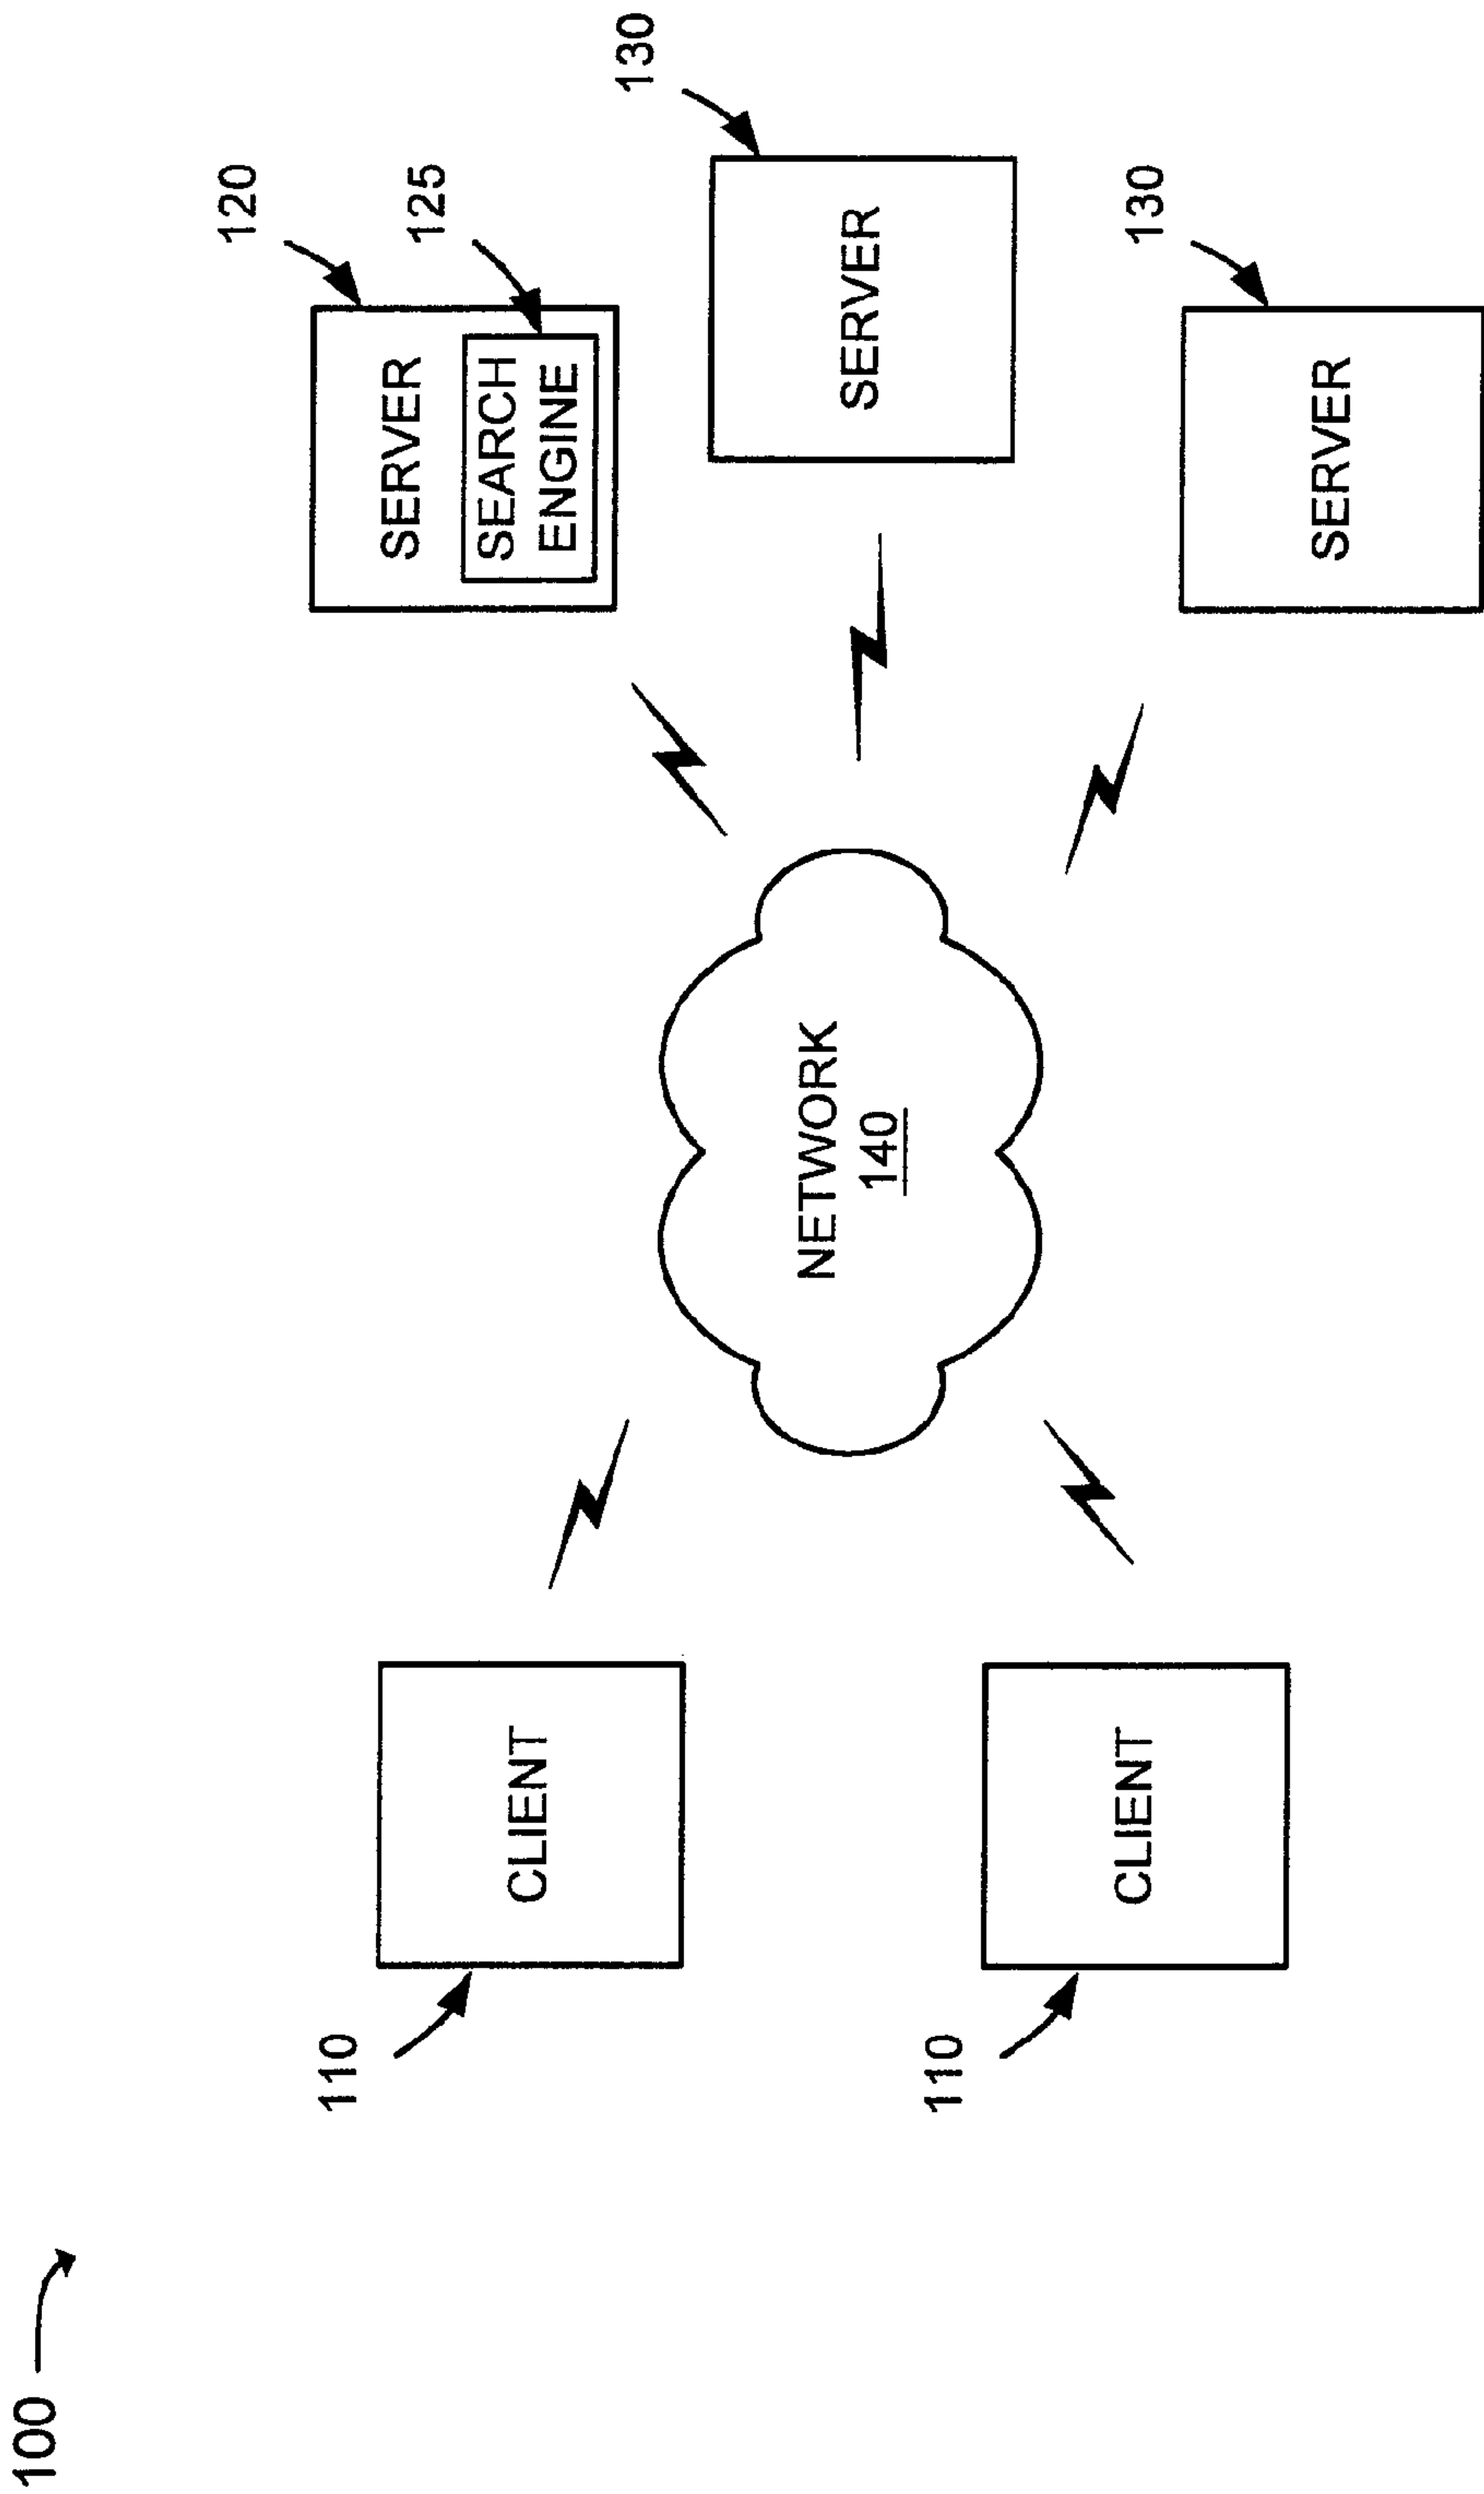 100
110
CLIENT
110
CLIENT
NETWORK
140
120
SERVER
125
SEARCH
ENGINE
130
SERVER
130
SERVER